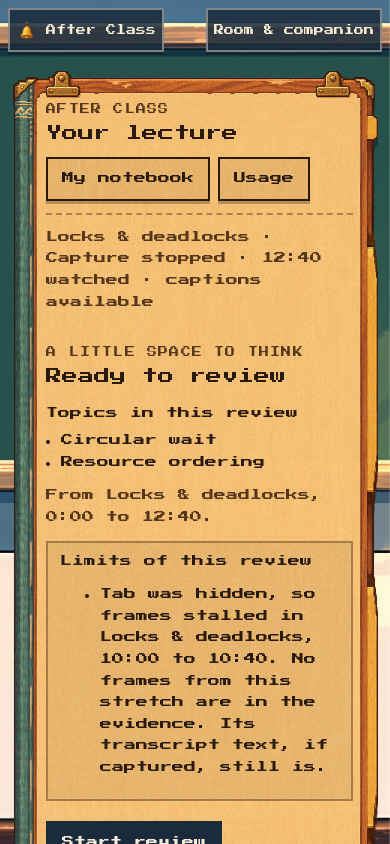 🔔 After Class
Room & companion
AFTER CLASS
Your lecture
My notebook
Usage
Locks & deadlocks ·
Capture stopped · 12:40
watched · captions
available
A LITTLE SPACE TO THINK
Ready to review
Topics in this review
• Circular wait
• Resource ordering
From Locks & deadlocks,
0:00 to 12:40.
Limits of this review
• Tab was hidden, so
frames stalled in
Locks & deadlocks,
10:00 to 10:40. No
frames from this
stretch are in the
evidence. Its
transcript text, if
captured, still is.
Start review